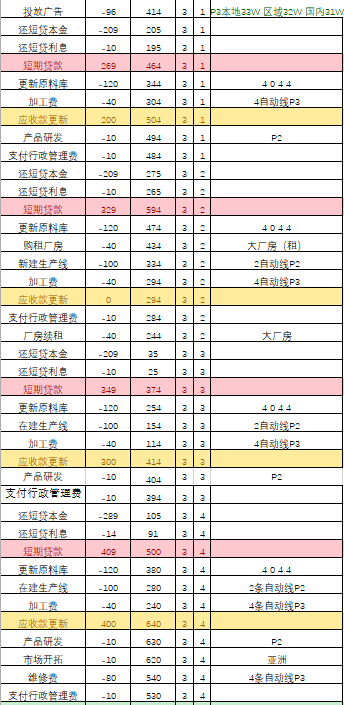 投放广告 -96 414 3 1 P3本地33W 区域32W 国内31W
还短贷本金 -209 205 3 1
还短贷利息 -10 195 3 1
短期贷款 269 464 3 1
更新原料库 -120 344 3 1 4 0 4 4
加工费 -40 304 3 1 4自动线P3
应收款更新 200 504 3 1
产品研发 -10 494 3 1 P2
支付行政管理费 -10 484 3 1
还短贷本金 -209 275 3 2
还短贷利息 -10 265 3 2
短期贷款 329 594 3 2
更新原料库 -120 474 3 2 4 0 4 4
购租厂房 -40 434 3 2 大厂房（租）
新建生产线 -100 334 3 2 2自动线P2
加工费 -40 294 3 2 4自动线P3
应收款更新 0 294 3 2
支付行政管理费 -10 284 3 2
厂房续租 -40 244 3 2 大厂房
还短贷本金 -209 35 3 3
还短贷利息 -10 25 3 3
短期贷款 349 374 3 3
更新原料库 -120 254 3 3 4 0 4 4
在建生产线 -100 154 3 3 2自动线P2
加工费 -40 114 3 3 4自动线P3
应收款更新 300 414 3 3
产品研发 -10 404 3 3 P2
支付行政管理费 -10 394 3 3
还短贷本金 -289 105 3 4
还短贷利息 -14 91 3 4
短期贷款 409 500 3 4
更新原料库 -120 380 3 4 4 0 4 4
在建生产线 -100 280 3 4 2条自动线P2
加工费 -40 240 3 4 4条自动线P3
应收款更新 400 640 3 4
产品研发 -10 630 3 4 P2
市场开拓 -10 620 3 4 亚洲
维修费 -80 540 3 4 4条自动线P3
支付行政管理费 -10 530 3 4